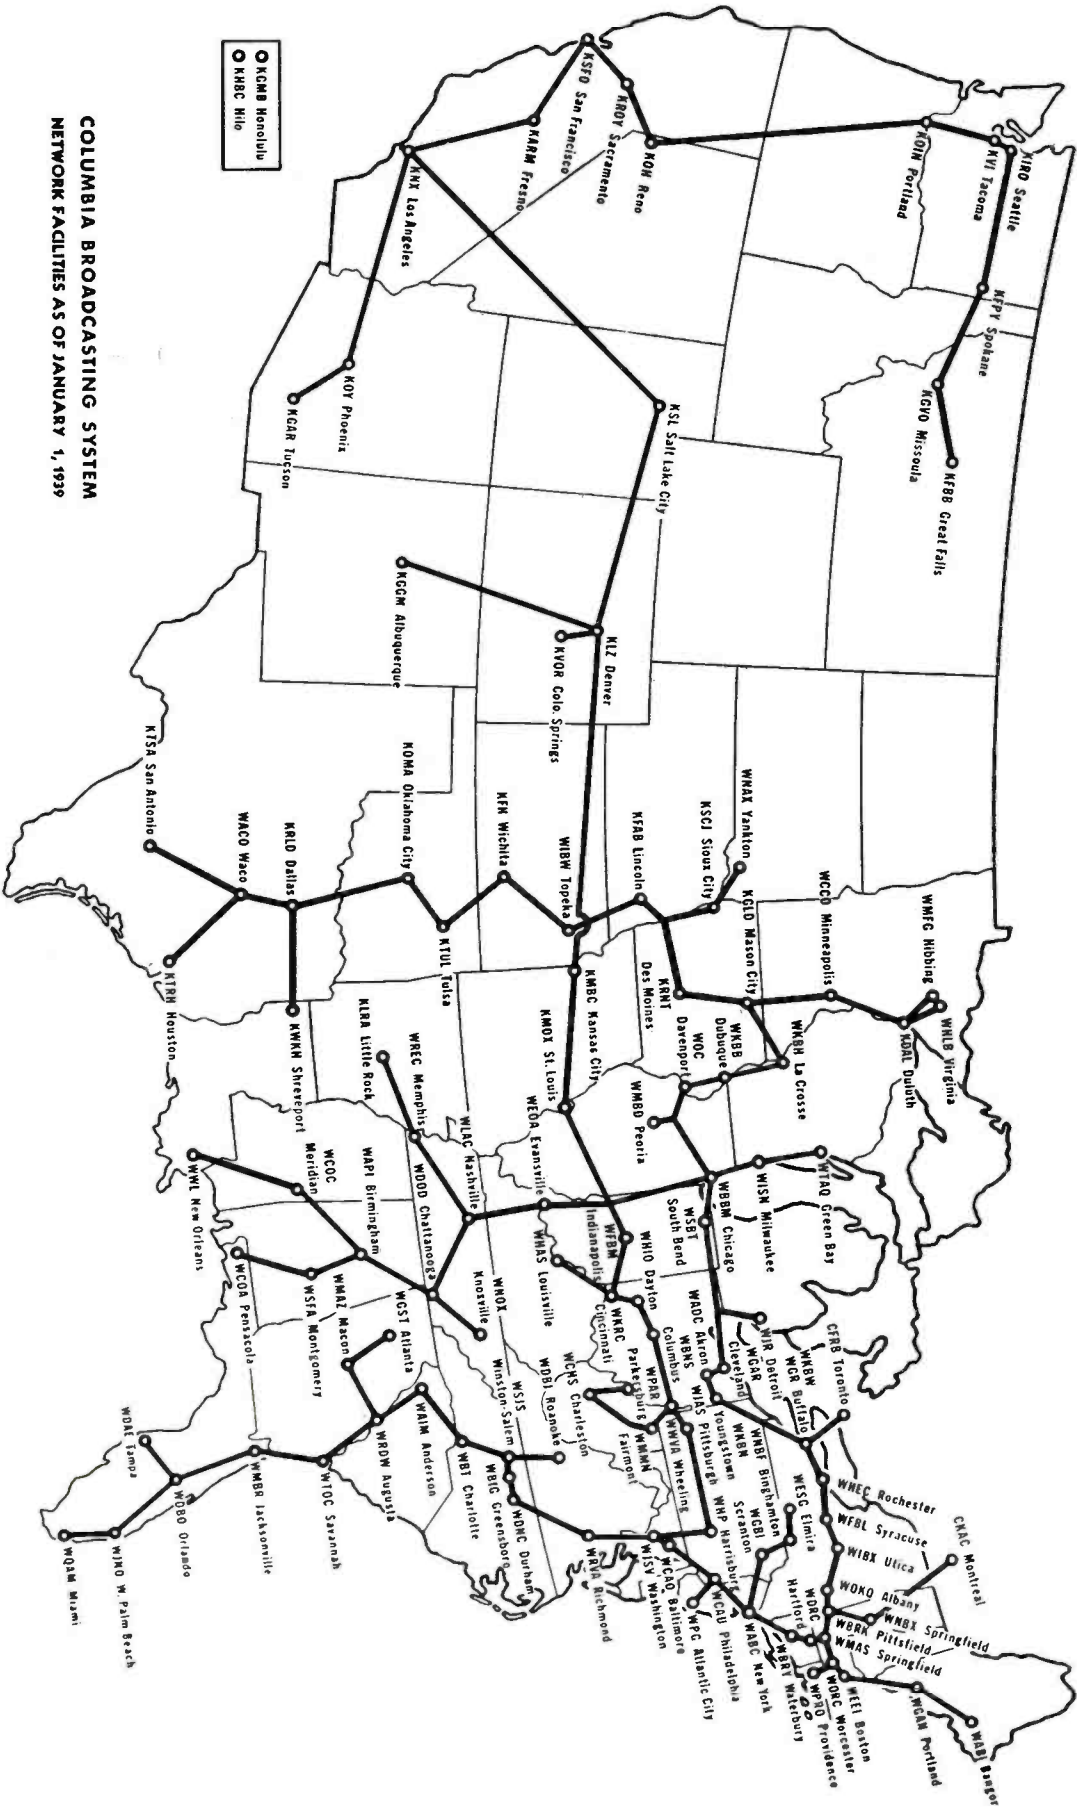 COLUMBIA BROADCASTING SYSTEM
NETWORK FACILITIES AS OF JANUARY 1, 1939
KGMB Honolulu
KHBC Hilo
KIRO Seattle
KVI Tacoma
KOIN Portland
KFPY Spokane
KGVO Missoula
KFBB Great Falls
KOH Reno
KROY Sacramento
KSFO San Francisco
KARM Fresno
KNX Los Angeles
KOY Phoenix
KGAR Tucson
KSL Salt Lake City
KLZ Denver
KVOR Colo. Springs
KGGM Albuquerque
WMFG Hibbing
WHLB Virginia
KDAL Duluth
WCCO Minneapolis
WNAX Yankton
KSCJ Sioux City
KGLO Mason City
WKBH La Crosse
KFAB Lincoln
KRNT
Des Moines
WKBB
Dubuque
WOC
Davenport
WMBD Peoria
WIBW Topeka
KMBC Kansas City
KMOX St. Louis
KFH Wichita
KOMA Oklahoma City
KTUL Tulsa
KRLD Dallas
WACO Waco
KTSA San Antonio
KTRH Houston
KWKH Shreveport
KLRA Little Rock
WREC Memphis
WLAC Nashville
WEOA Evansville
WDOD Chattanooga
WAPI Birmingham
WCOC
Meridian
WWL New Orleans
WCOA Pensacola
WSFA Montgomery
WMAZ Macon
WGST Atlanta
WNOX
Knoxville
WHAS Louisville
WFBM
Indianapolis
WKRC
Cincinnati
WHIO Dayton
WBNS
Columbus
WTAQ Green Bay
WISN Milwaukee
WBBM Chicago
WSBT
South Bend
WJR Detroit
WGAR
Cleveland
WADC Akron
WKBN
Youngstown
WJAS Pittsburgh
WWVA Wheeling
WPAR
Parkersburg
WMMN
Fairmont
WCHS Charleston
WDBJ Roanoke
WSJS
Winston-Salem
WBIG Greensboro
WDNC Durham
WBT Charlotte
WAIM Anderson
WRDW Augusta
WTOC Savannah
WMBR Jacksonville
WDBO Orlando
WDAE Tampa
WJNO W. Palm Beach
WQAM Miami
WRVA Richmond
WJSV Washington
WCAO Baltimore
WHP Harrisburg
WCAU Philadelphia
WPG Atlantic City
WABC New York
WGBI
Scranton
WNBF Binghamton
WESG Elmira
CFRB Toronto
WKBW
WGR Buffalo
WHEC Rochester
WFBL Syracuse
WIBX Utica
WOKO Albany
CKAC Montreal
WNBX Springfield
WBRK Pittsfield
WMAS Springfield
WDRC
Hartford
WBRY Waterbury
WPRO Providence
WORC Worcester
WEEI Boston
WGAN Portland
WABI Bangor